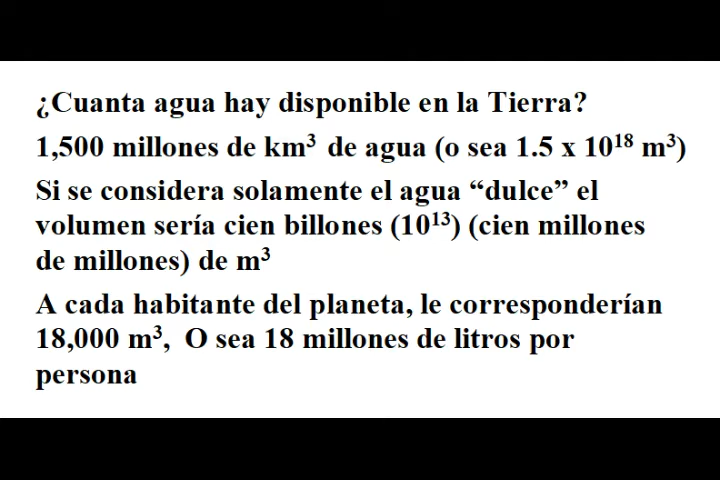 ¿Cuanta agua hay disponible en la Tierra?
1,500 millones de km³ de agua (o sea 1.5 x 10¹⁸ m³)
Si se considera solamente el agua “dulce” el
volumen sería cien billones (10¹³) (cien millones
de millones) de m³
A cada habitante del planeta, le corresponderían
18,000 m³, O sea 18 millones de litros por
persona